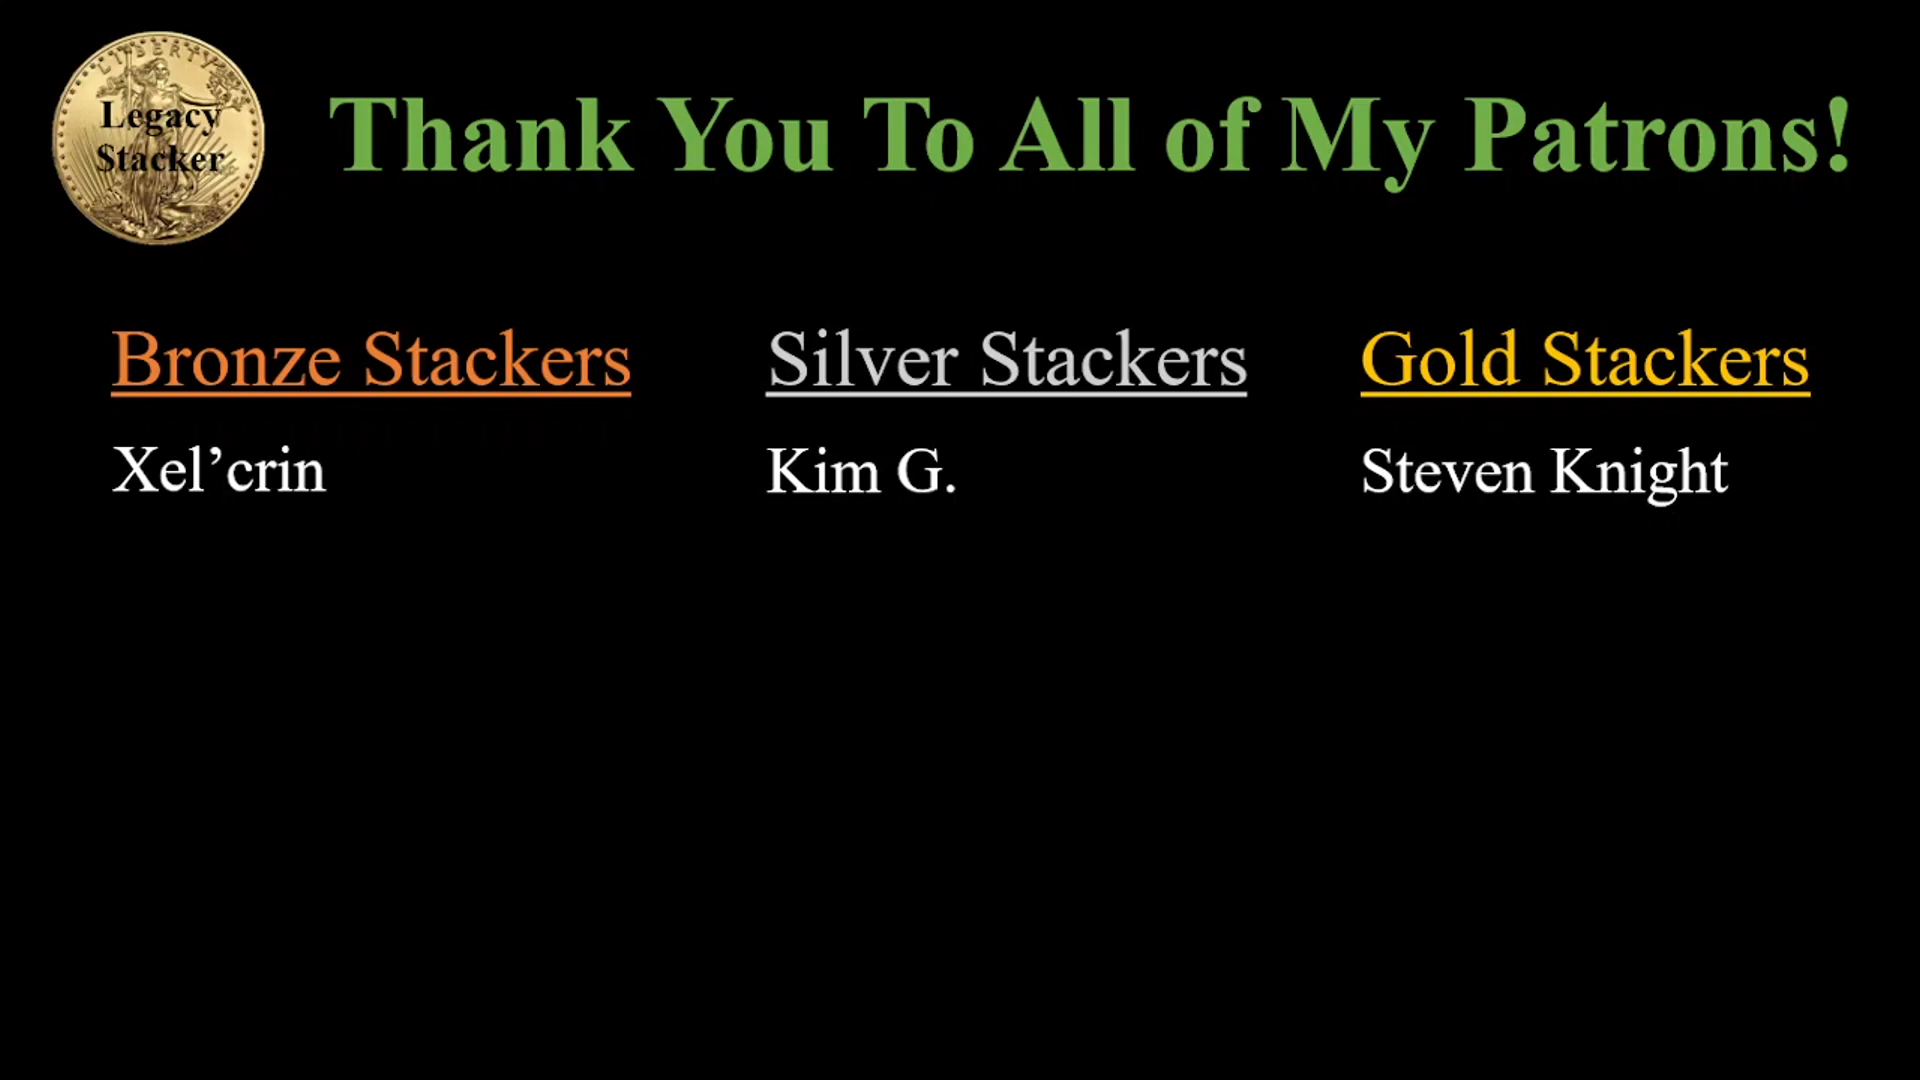 LIBERTY
Legacy
Stacker
Thank You To All of My Patrons!
Bronze Stackers
Silver Stackers
Gold Stackers
Xel’crin
Kim G.
Steven Knight